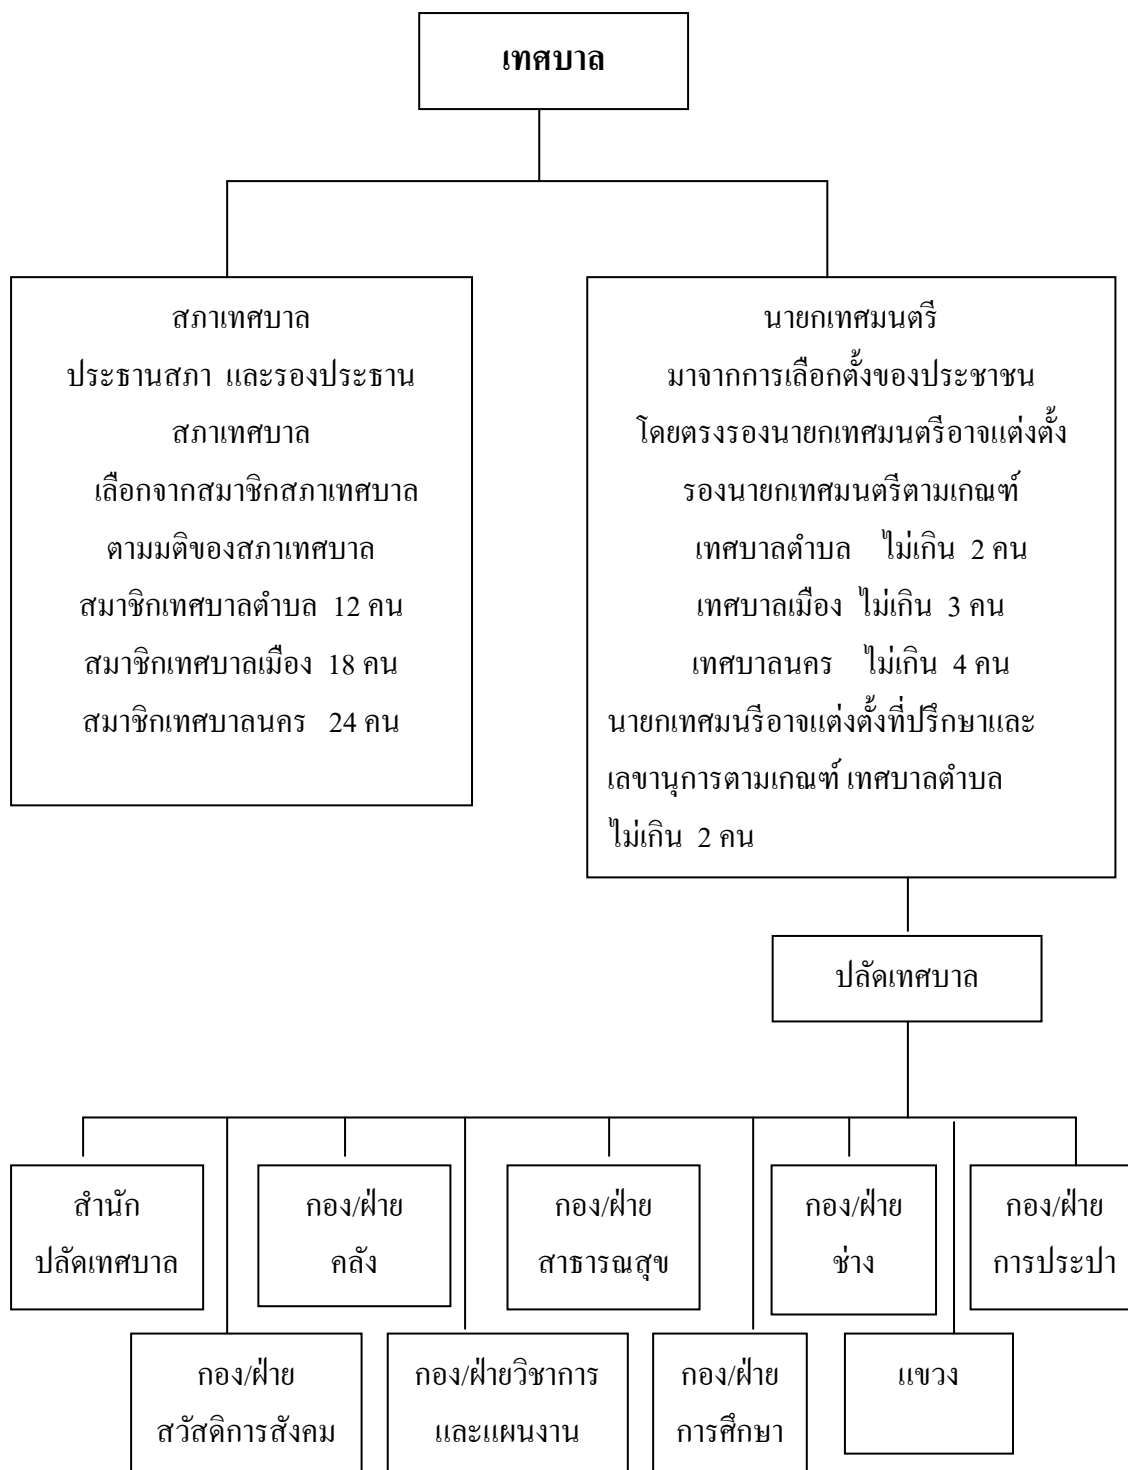 เทศบาล
สภาเทศบาล
ประธานสภา และรองประธาน
สภาเทศบาล
เลือกจากสมาชิกสภาเทศบาล
ตามมติของสภาเทศบาล
สมาชิกเทศบาลตำบล 12 คน
สมาชิกเทศบาลเมือง 18 คน
สมาชิกเทศบาลนคร 24 คน
นายกเทศมนตรี
มาจากการเลือกตั้งของประชาชน
โดยตรงรองนายกเทศมนตรีอาจแต่งตั้ง
รองนายกเทศมนตรีตามเกณฑ์
เทศบาลตำบล ไม่เกิน 2 คน
เทศบาลเมือง ไม่เกิน 3 คน
เทศบาลนคร ไม่เกิน 4 คน
นายกเทศมนรีอาจแต่งตั้งที่ปรึกษาและ
เลขานุการตามเกณฑ์ เทศบาลตำบล
ไม่เกิน 2 คน
ปลัดเทศบาล
สำนัก
ปลัดเทศบาล
กอง/ฝ่าย
คลัง
กอง/ฝ่าย
สาธารณสุข
กอง/ฝ่าย
ช่าง
กอง/ฝ่าย
การประปา
กอง/ฝ่าย
สวัสดิการสังคม
กอง/ฝ่ายวิชาการ
และแผนงาน
กอง/ฝ่าย
การศึกษา
แขวง